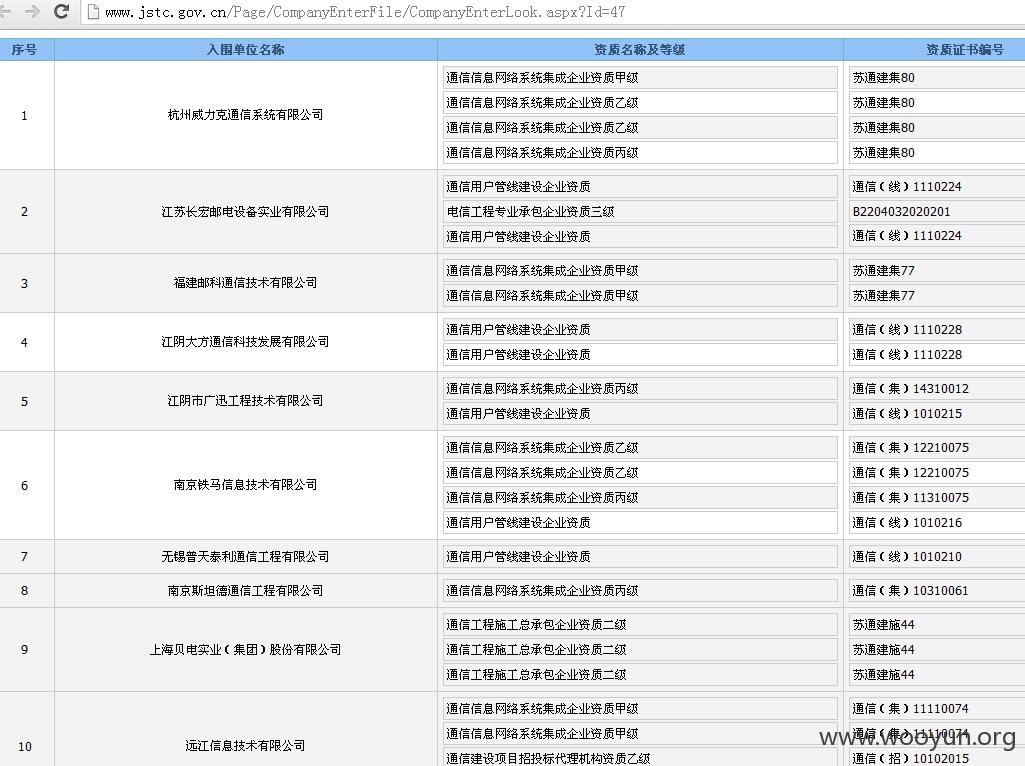 www.jstc.gov.cn/Page/CompanyEnterFile/CompanyEnterLook.aspx?Id=47
序号 入围单位名称 资质名称及等级 资质证书编号
1 杭州威力克通信系统有限公司
通信信息网络系统集成企业资质甲级 苏通建集80
通信信息网络系统集成企业资质乙级 苏通建集80
通信信息网络系统集成企业资质乙级 苏通建集80
通信信息网络系统集成企业资质丙级 苏通建集80
2 江苏长宏邮电设备实业有限公司
通信用户管线建设企业资质 通信(线)1110224
电信工程专业承包企业资质三级 B2204032020201
通信用户管线建设企业资质 通信(线)1110224
3 福建邮科通信技术有限公司
通信信息网络系统集成企业资质甲级 苏通建集77
通信信息网络系统集成企业资质甲级 苏通建集77
4 江阴大方通信科技发展有限公司
通信用户管线建设企业资质 通信(线)1110228
通信用户管线建设企业资质 通信(线)1110228
5 江阴市广迅工程技术有限公司
通信信息网络系统集成企业资质丙级 通信(集)14310012
通信用户管线建设企业资质 通信(线)1010215
6 南京铁马信息技术有限公司
通信信息网络系统集成企业资质乙级 通信(集)12210075
通信信息网络系统集成企业资质乙级 通信(集)12210075
通信信息网络系统集成企业资质丙级 通信(集)11310075
通信用户管线建设企业资质 通信(线)1010216
7 无锡普天泰利通信工程有限公司 通信用户管线建设企业资质 通信(线)1010210
8 南京斯坦德通信工程有限公司 通信信息网络系统集成企业资质丙级 通信(集)10310061
9 上海贝电实业(集团)股份有限公司
通信工程施工总承包企业资质二级 苏通建施44
通信工程施工总承包企业资质二级 苏通建施44
通信工程施工总承包企业资质二级 苏通建施44
10 远江信息技术有限公司
通信信息网络系统集成企业资质甲级 通信(集)11110074
通信信息网络系统集成企业资质甲级 通信(集)11110074
通信建设项目招投标代理机构资质乙级 通信(招)10102015
www.wooyun.org